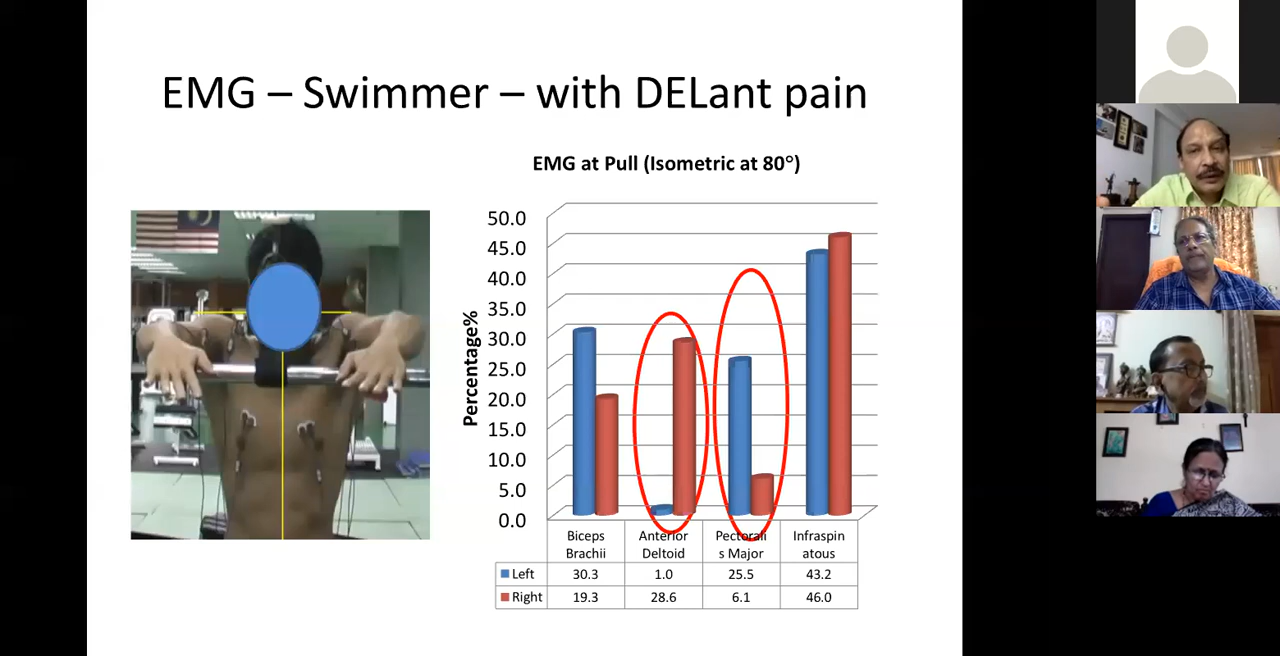 EMG – Swimmer – with DELant pain
EMG at Pull (Isometric at 80°)
Percentage%
50.0
45.0
40.0
35.0
30.0
25.0
20.0
15.0
10.0
5.0
0.0
Biceps Brachii
Anterior Deltoid
Pectorali s Major
Infraspin atous
Left 30.3 1.0 25.5 43.2
Right 19.3 28.6 6.1 46.0